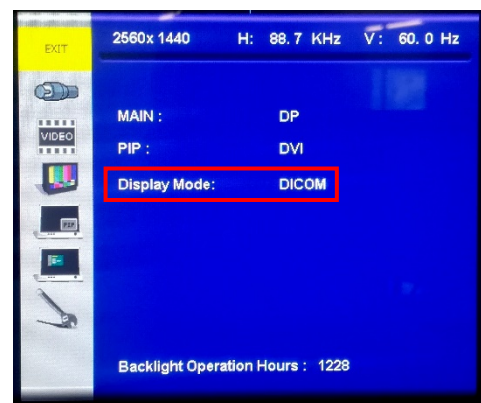 EXIT
2560x 1440 H: 88.7 KHz V: 60.0 Hz
VIDEO
MAIN : DP
PIP : DVI
Display Mode: DICOM
PIP
Backlight Operation Hours : 1228